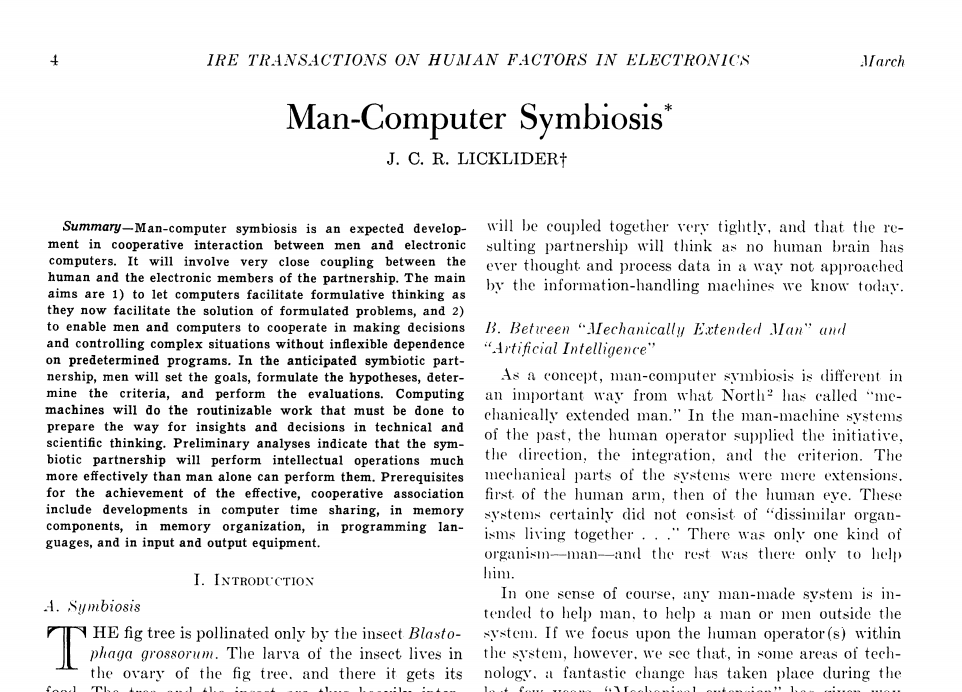 4
IRE TRANSACTIONS ON HUMAN FACTORS IN ELECTRONICS
March
Man-Computer Symbiosis*
J. C. R. LICKLIDER†
Summary—Man-computer symbiosis is an expected develop-
ment in cooperative interaction between men and electronic
computers. It will involve very close coupling between the
human and the electronic members of the partnership. The main
aims are 1) to let computers facilitate formulative thinking as
they now facilitate the solution of formulated problems, and 2)
to enable men and computers to cooperate in making decisions
and controlling complex situations without inflexible dependence
on predetermined programs. In the anticipated symbiotic part-
nership, men will set the goals, formulate the hypotheses, deter-
mine the criteria, and perform the evaluations. Computing
machines will do the routinizable work that must be done to
prepare the way for insights and decisions in technical and
scientific thinking. Preliminary analyses indicate that the sym-
biotic partnership will perform intellectual operations much
more effectively than man alone can perform them. Prerequisites
for the achievement of the effective, cooperative association
include developments in computer time sharing, in memory
components, in memory organization, in programming lan-
guages, and in input and output equipment.
I. INTRODUCTION
A. Symbiosis
THE fig tree is pollinated only by the insect Blasto-
phaga grossorum. The larva of the insect lives in
the ovary of the fig tree, and there it gets its
food. The tree and the insect are thus heavily inter-
will be coupled together very tightly, and that the re-
sulting partnership will think as no human brain has
ever thought and process data in a way not approached
by the information-handling machines we know today.
B. Between “Mechanically Extended Man” and
“Artificial Intelligence”
As a concept, man-computer symbiosis is different in
an important way from what North² has called “me-
chanically extended man.” In the man-machine systems
of the past, the human operator supplied the initiative,
the direction, the integration, and the criterion. The
mechanical parts of the systems were mere extensions,
first of the human arm, then of the human eye. These
systems certainly did not consist of “dissimilar organ-
isms living together . . .” There was only one kind of
organism—man—and the rest was there only to help
him.
In one sense of course, any man-made system is in-
tended to help man, to help a man or men outside the
system. If we focus upon the human operator(s) within
the system, however, we see that, in some areas of tech-
nology, a fantastic change has taken place during the
last few years. “Mechanical extension” has given way